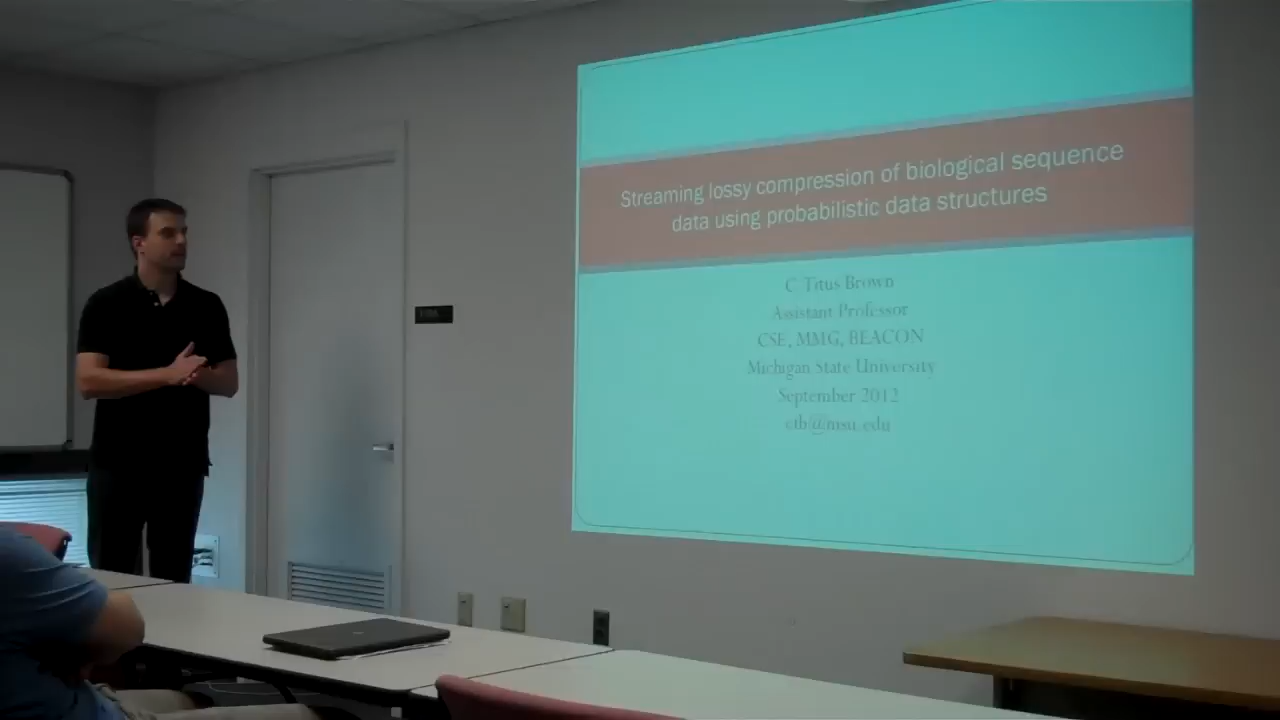 Streaming lossy compression of biological sequence
data using probabilistic data structures
C. Titus Brown
Assistant Professor
CSE, MMG, BEACON
Michigan State University
September 2012
ctb@msu.edu